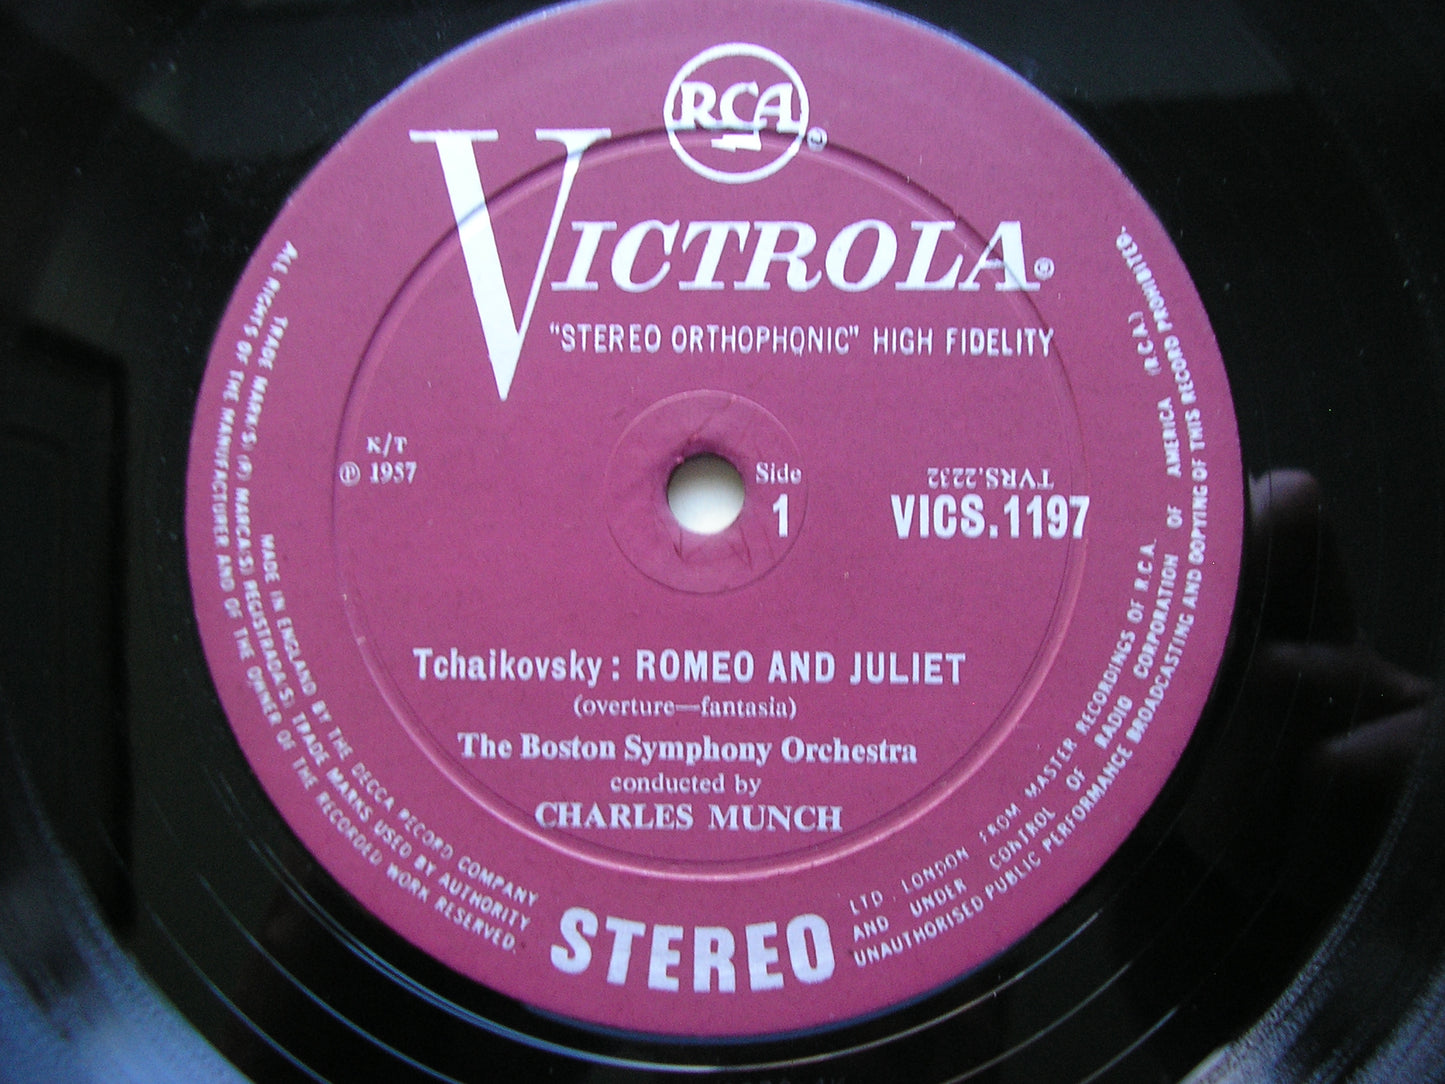 RCA
®
VICTROLA®
"STEREO ORTHOPHONIC" HIGH FIDELITY
K/T
Ⓟ 1957
Side
1
TVRS.2232
VICS.1197
Tchaikovsky: ROMEO AND JULIET
(overture—fantasia)
The Boston Symphony Orchestra
conducted by
CHARLES MUNCH
STEREO
MADE IN ENGLAND BY THE DECCA RECORD COMPANY LTD. LONDON FROM MASTER RECORDINGS OF R.C.A.
TRADE MARK(S) (R) MARCA(S) REGISTRADA(S) TRADE MARKS USED BY AUTHORITY AND UNDER CONTROL OF RADIO CORPORATION OF AMERICA (R.C.A.)
ALL RIGHTS OF THE MANUFACTURER AND OF THE OWNER OF THE RECORDED WORK RESERVED. UNAUTHORISED PUBLIC PERFORMANCE BROADCASTING AND COPYING OF THIS RECORD PROHIBITED.